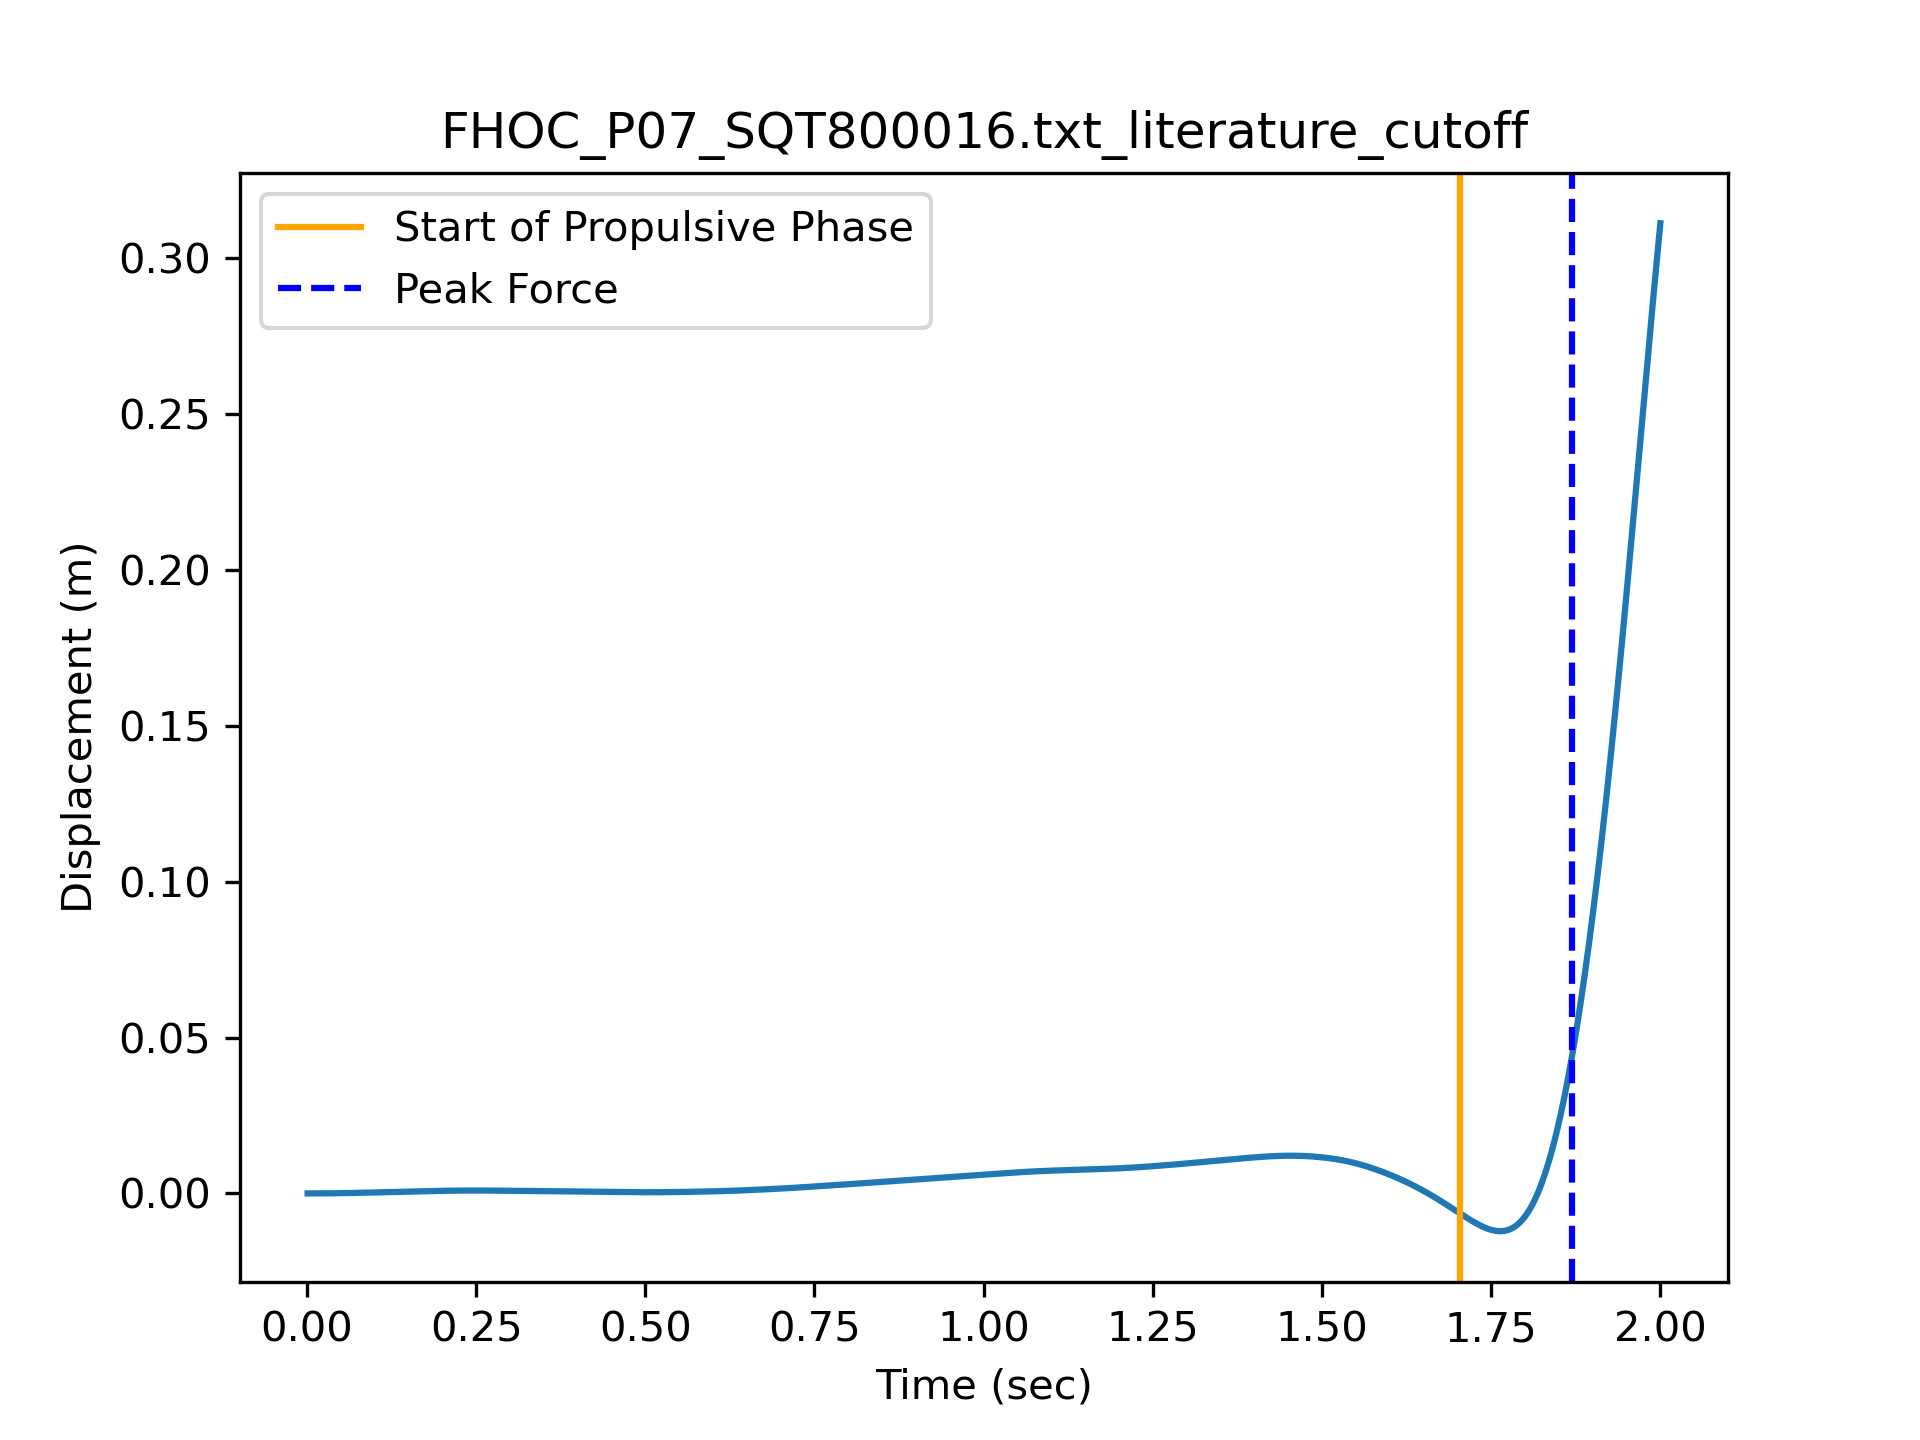 FHOC_P07_SQT800016.txt_literature_cutoff
Start of Propulsive Phase
Peak Force
0.30
0.25
0.20
0.15
0.10
0.05
0.00
Displacement (m)
0.00 0.25 0.50 0.75 1.00 1.25 1.50 1.75 2.00
Time (sec)